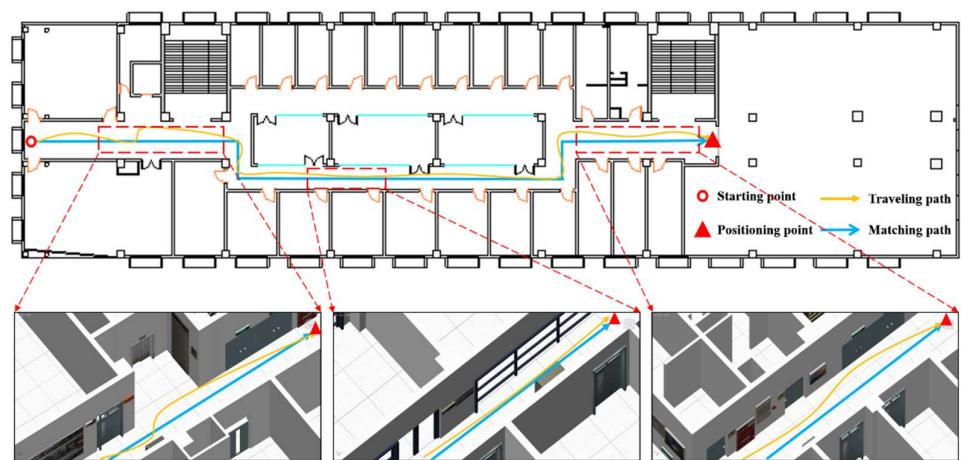 Starting point
Traveling path
Positioning point
Matching path